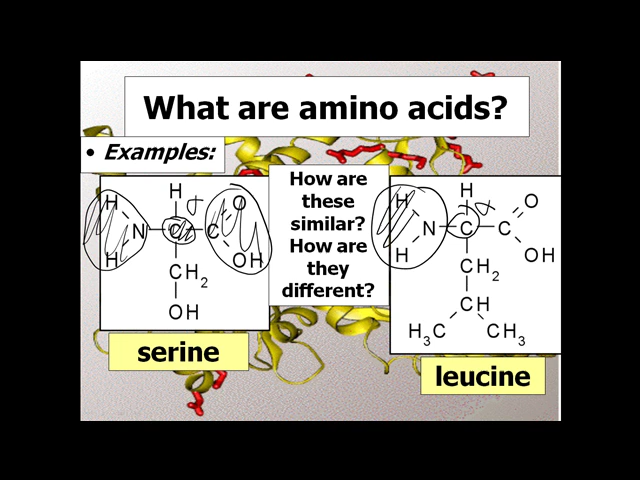 What are amino acids?
• Examples:
How are
these
similar?
How are
they
different?
H
H
N
H
C
α
C
O
OH
CH2
OH
serine
H
H
N
H
C
α
C
O
OH
CH2
CH
H3C
CH3
leucine